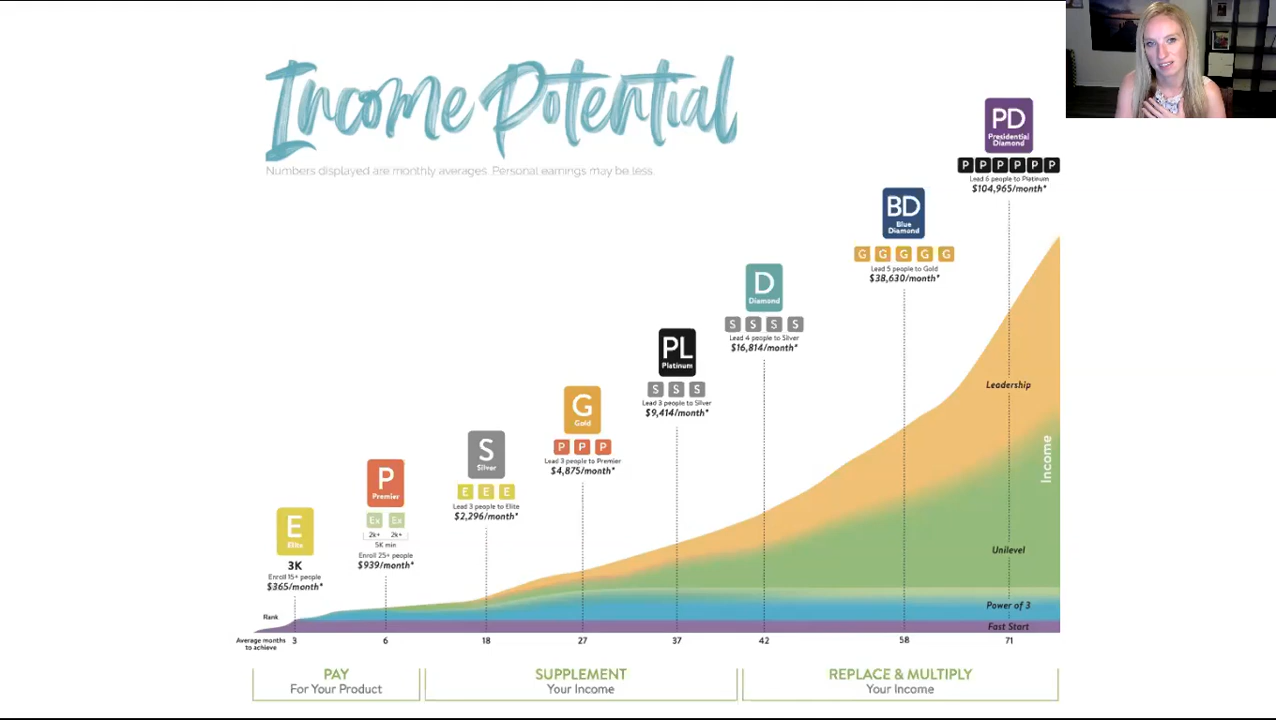 Income Potential
Numbers displayed are monthly averages. Personal earnings may be less.
PD
Presidential
Diamond
P P P P P P
Lead 6 people to Platinum
$104,965/month*
BD
Blue
Diamond
G G G G G
Lead 5 people to Gold
$38,630/month*
D
Diamond
S S S S
Lead 4 people to Silver
$16,814/month*
PL
Platinum
S S S
Lead 3 people to Silver
$9,414/month*
G
Gold
P P P
Lead 3 people to Premier
$4,875/month*
S
Silver
E E E
Lead 3 people to Elite
$2,296/month*
P
Premier
Ex Ex
2k+ 2k+
5K min
Enroll 25+ people
$939/month*
E
Elite
3K
Enroll 15+ people
$365/month*
Leadership
Income
Unilevel
Power of 3
Fast Start
Rank
Average months
to achieve
3 6 18 27 37 42 58 71
PAY
For Your Product
SUPPLEMENT
Your Income
REPLACE & MULTIPLY
Your Income